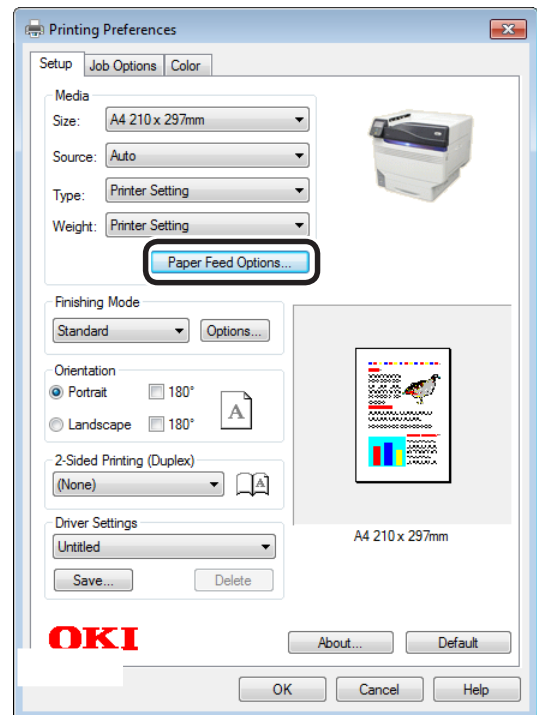 Printing Preferences
Setup Job Options Color
Media
Size: A4 210 x 297mm
Source: Auto
Type: Printer Setting
Weight: Printer Setting
Paper Feed Options...
Finishing Mode
Standard Options...
Orientation
Portrait 180°
Landscape 180°
A
2-Sided Printing (Duplex)
(None) A
Driver Settings
Untitled
Save... Delete
A4 210 x 297mm
OKI
About... Default
OK Cancel Help